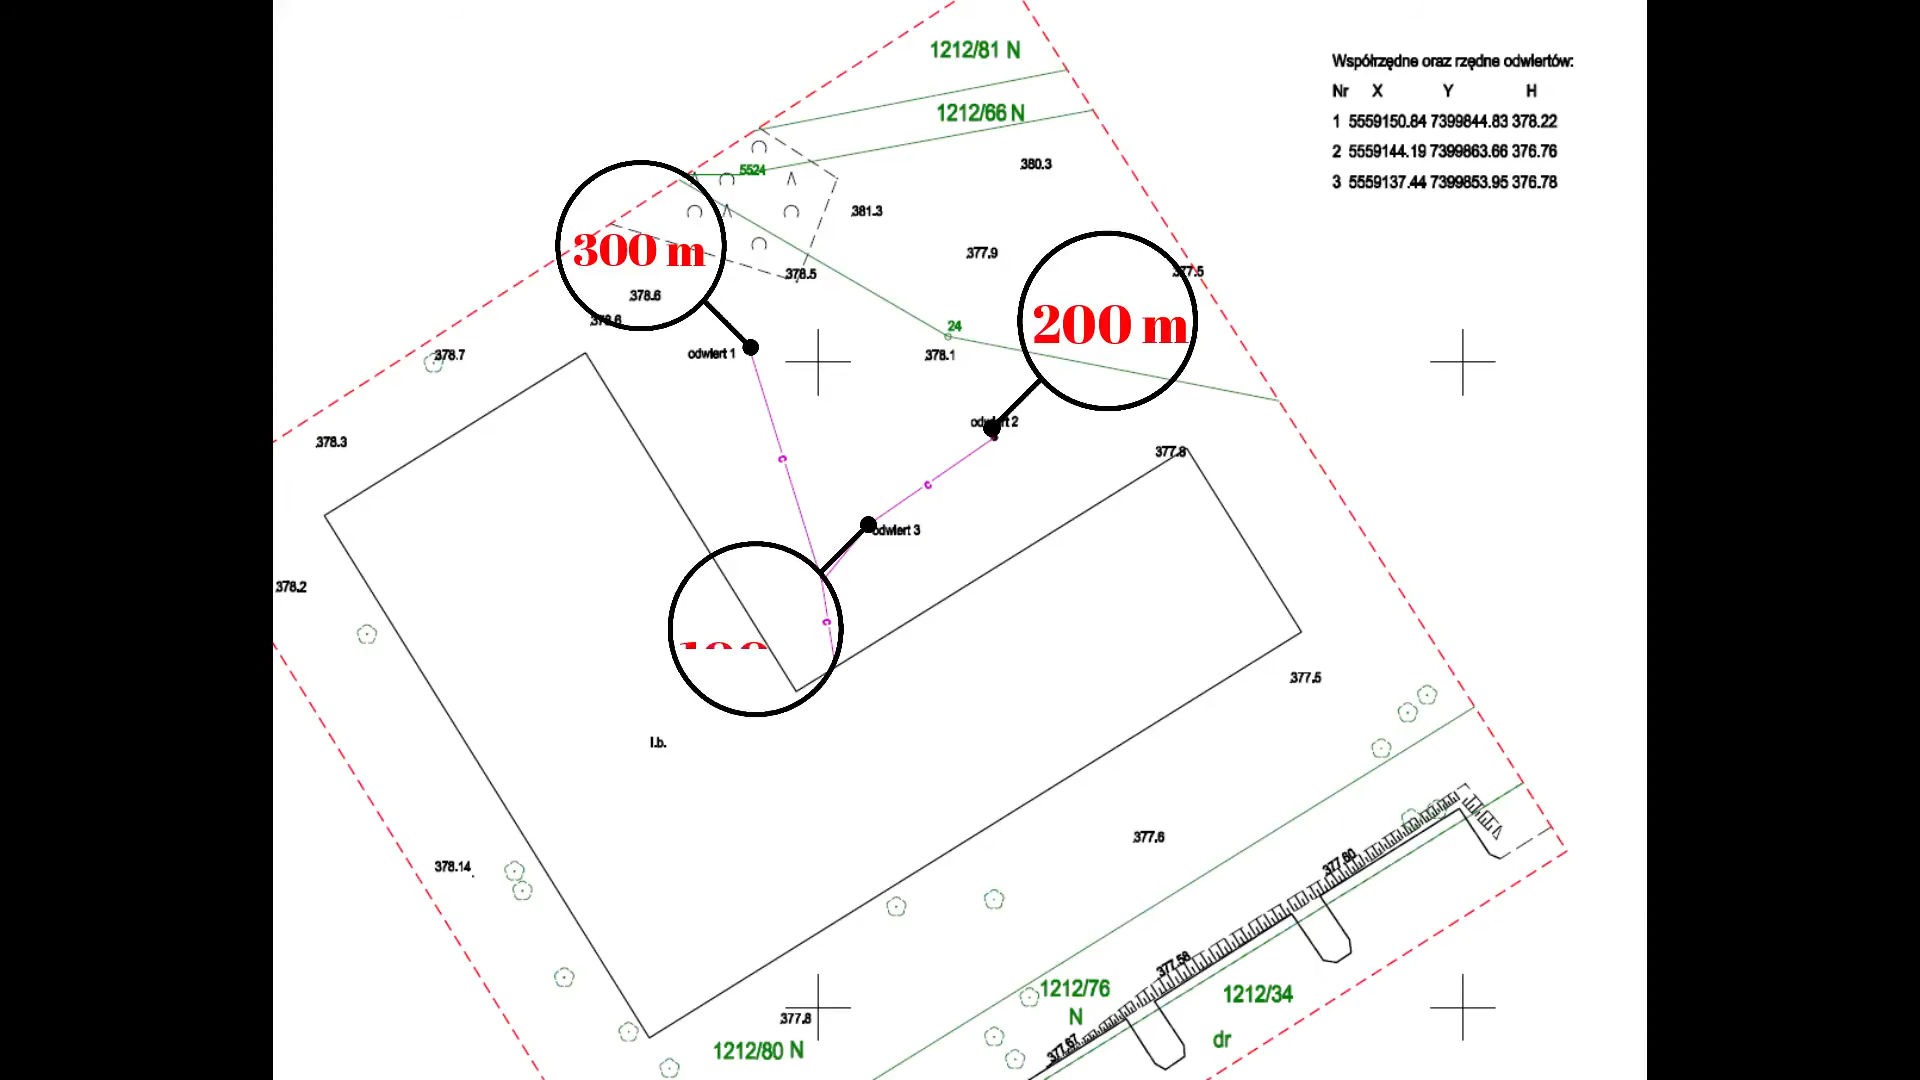 1212/81 N
Współrzędne oraz rzędne odwiertów:
Nr X Y H
1212/66 N
1 5559150.84 7399844.83 378.22
2 5559144.19 7399863.66 376.76
3 5559137.44 7399853.95 376.78
380.3
5524
381.3
300 m
377.9
378.5
377.5
378.6
378.6
200 m
24
odwiert 1
378.7
378.1
odwiert 2
378.3
377.8
c
c
odwiert 3
378.2
c
377.5
i.b.
377.6
378.14
377.60
377.58
1212/76
N
1212/34
377.8
1212/80 N
dr
377.67